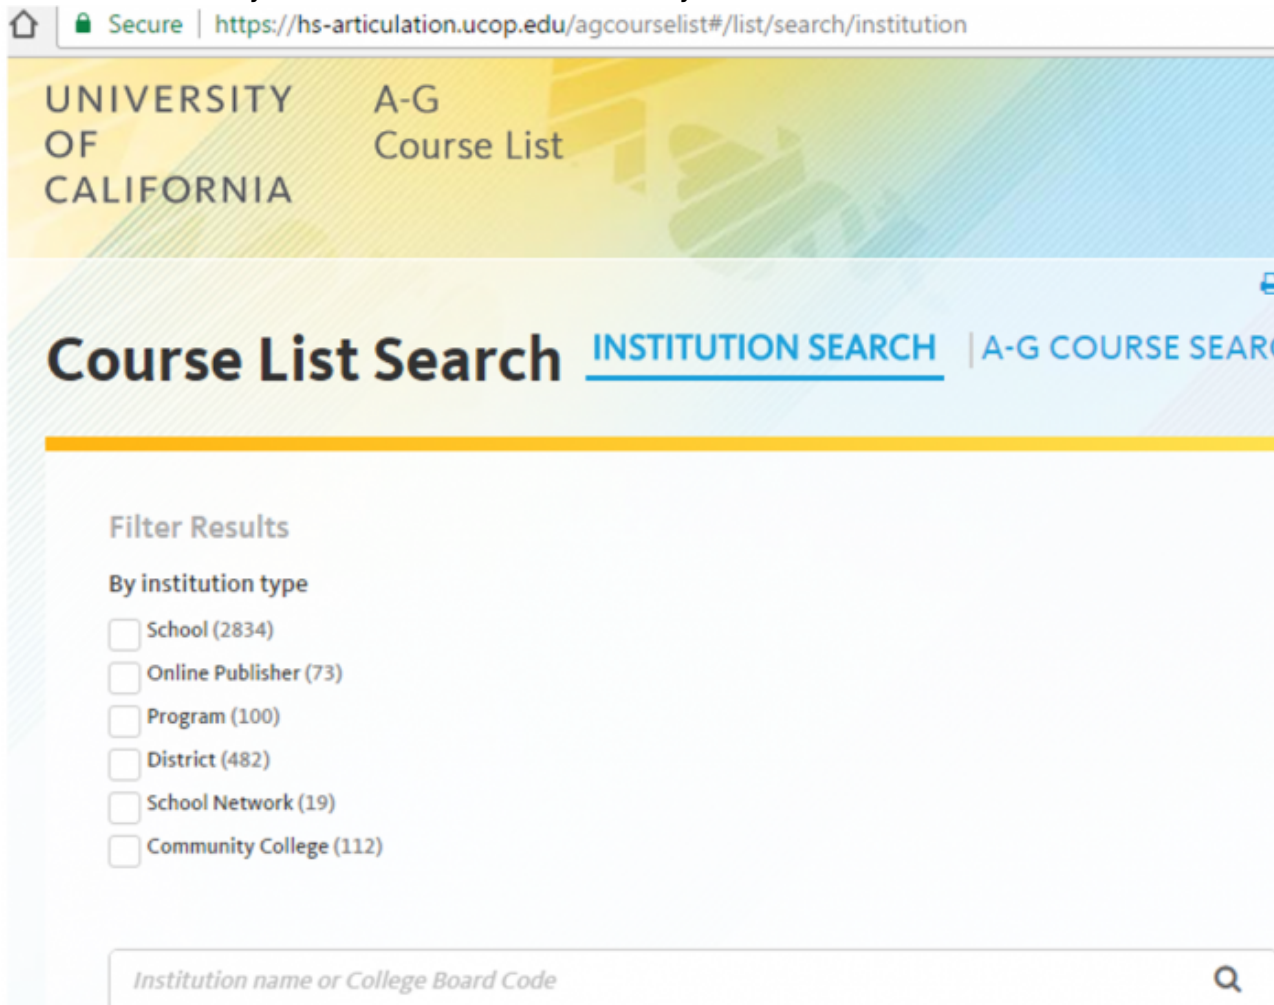 Secure | https://hs-articulation.ucop.edu/agcourselist#/list/search/institution
UNIVERSITY
OF
CALIFORNIA
A-G
Course List
Course List Search
INSTITUTION SEARCH
| A-G COURSE
Filter Results
By institution type
School (2834)
Online Publisher (73)
Program (100)
District (482)
School Network (19)
Community College (112)
Institution name or College Board Code